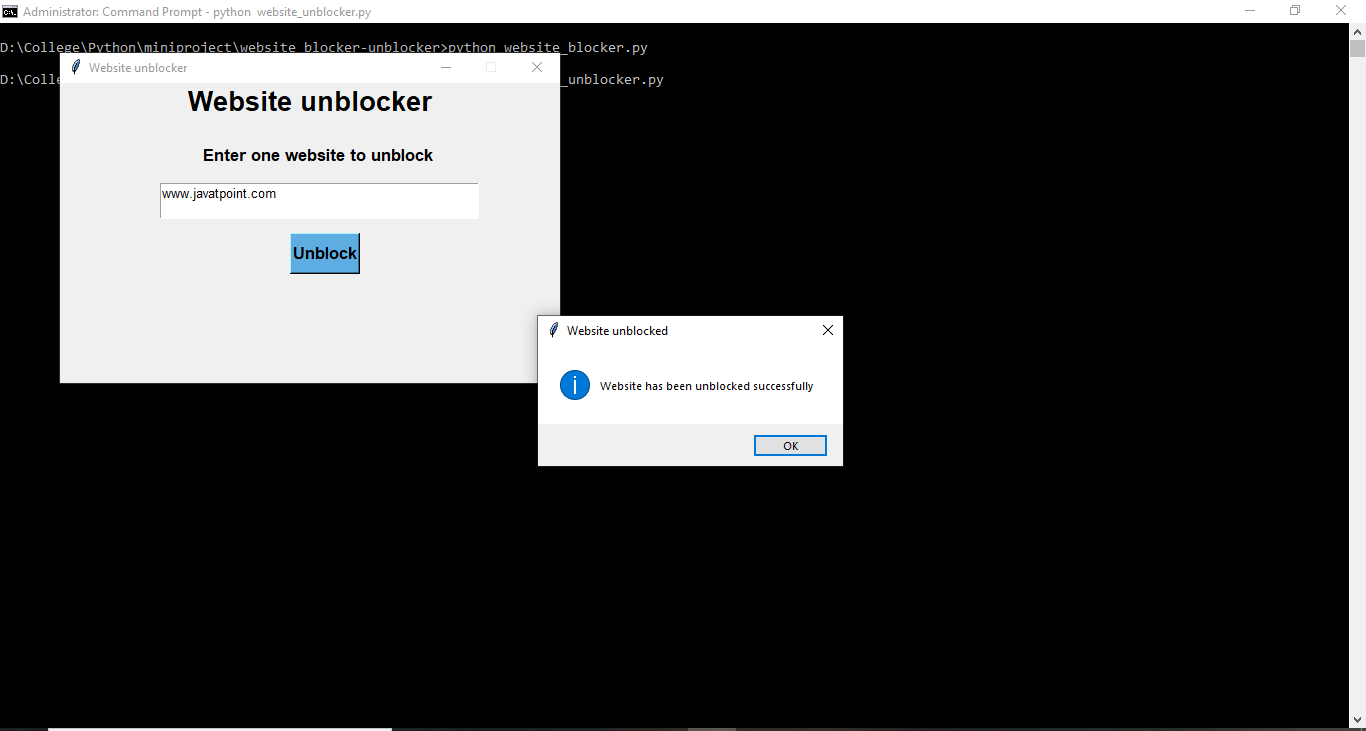 Administrator: Command Prompt - python  website_unblocker.py
D:\College\Python\miniproject\website_blocker-unblocker>python website_blocker.py
D:\Colle
_unblocker.py
Website unblocker
Website unblocker
Enter one website to unblock
www.javatpoint.com
Unblock
Website unblocked
Website has been unblocked successfully
OK